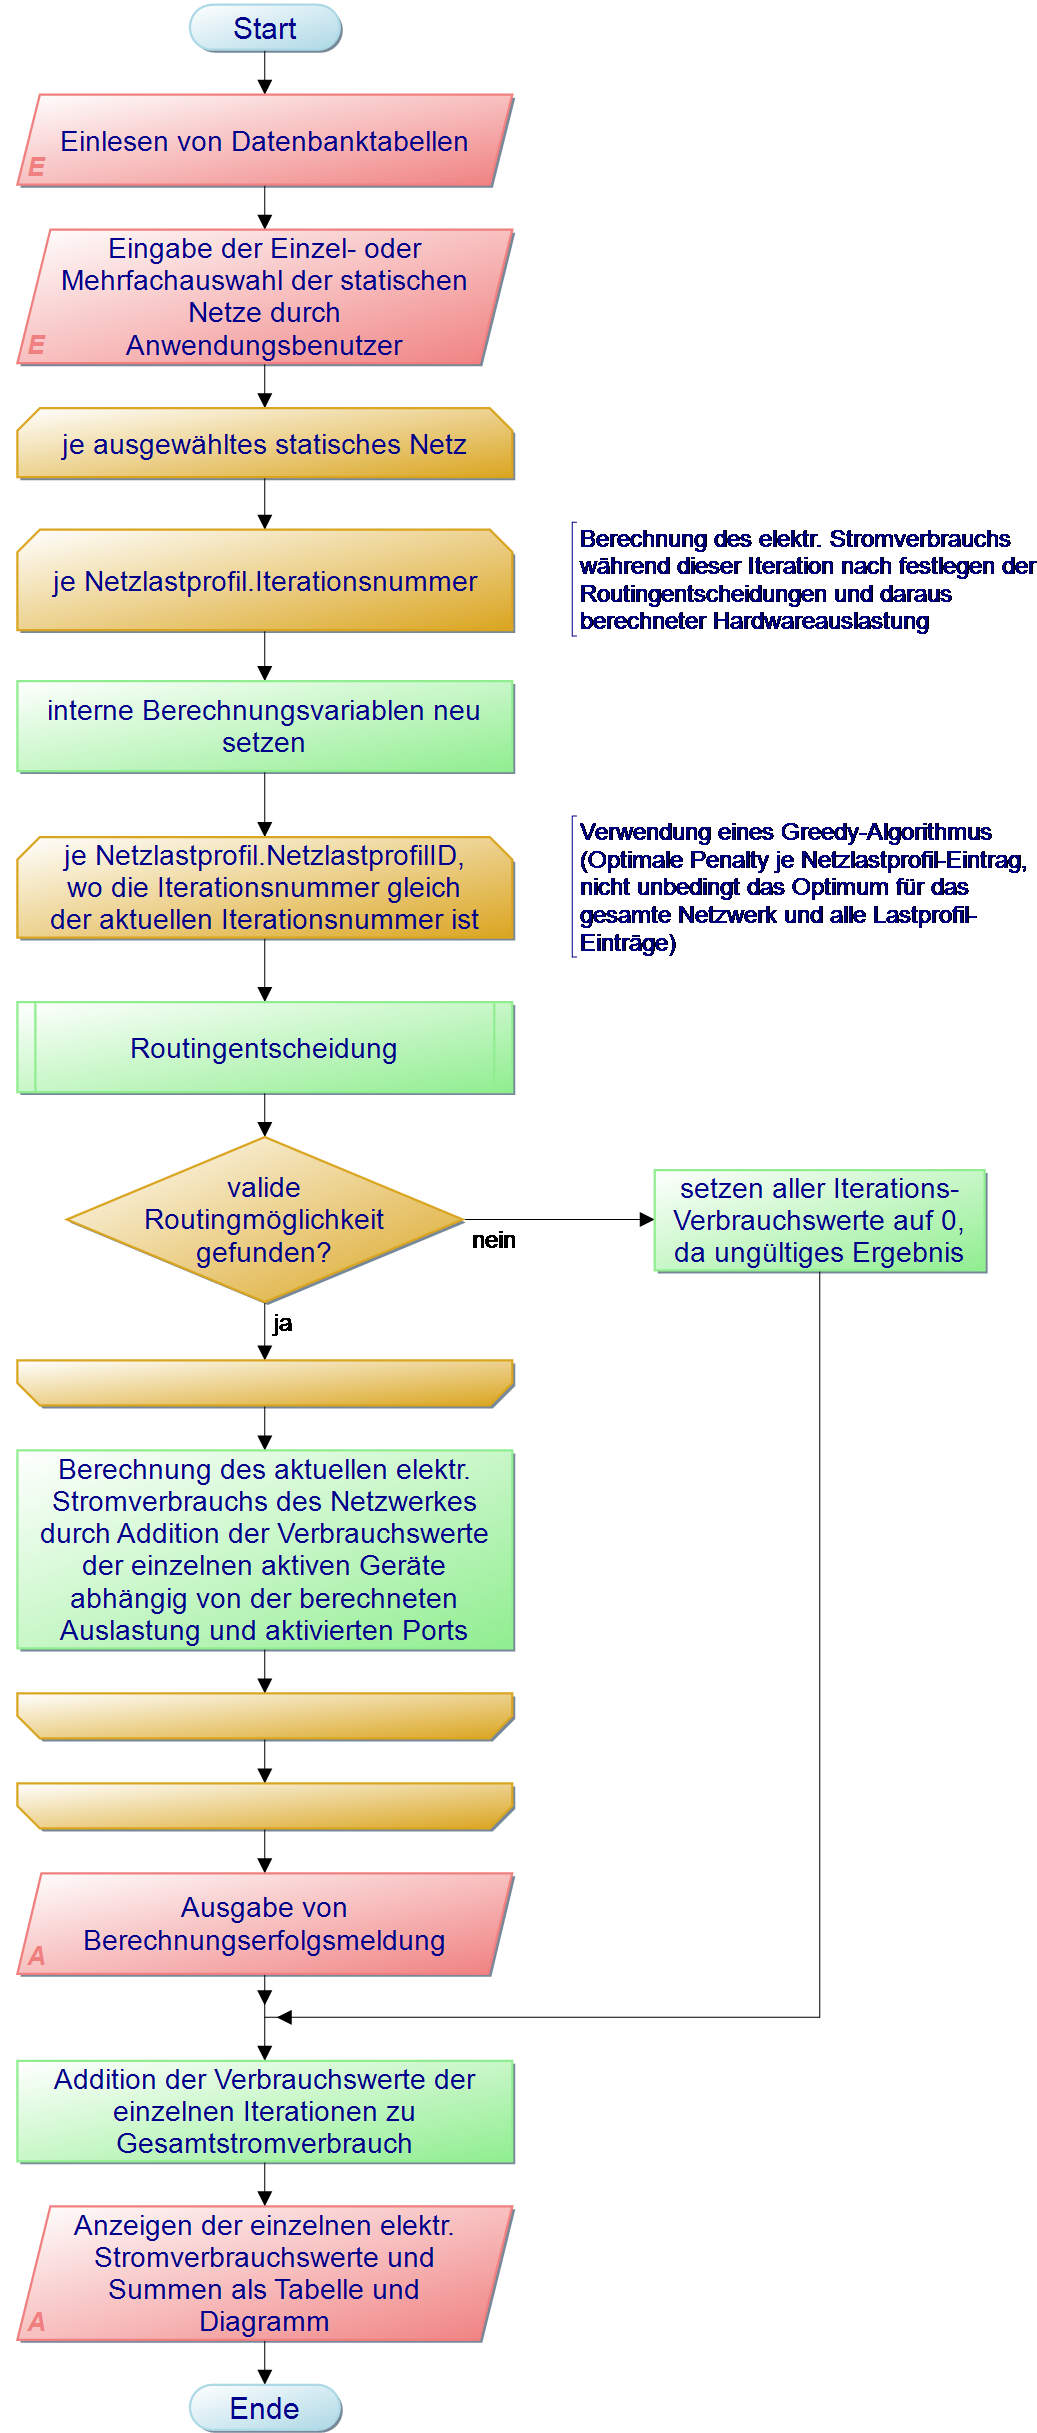 Start
Einlesen von Datenbanktabellen
E
Eingabe der Einzel- oder
Mehrfachauswahl der statischen
Netze durch
Anwendungsbenutzer
E
je ausgewähltes statisches Netz
je Netzlastprofil.Iterationsnummer
Berechnung des elektr. Stromverbrauchs
während dieser Iteration nach festlegen der
Routingentscheidungen und daraus
berechneter Hardwareauslastung
interne Berechnungsvariablen neu
setzen
je Netzlastprofil.NetzlastprofilID,
wo die Iterationsnummer gleich
der aktuellen Iterationsnummer ist
Verwendung eines Greedy-Algorithmus
(Optimale Penalty je Netzlastprofil-Eintrag,
nicht unbedingt das Optimum für das
gesamte Netzwerk und alle Lastprofil-
Einträge)
Routingentscheidung
valide
Routingmöglichkeit
gefunden?
nein
setzen aller Iterations-
Verbrauchswerte auf 0,
da ungültiges Ergebnis
ja
Berechnung des aktuellen elektr.
Stromverbrauchs des Netzwerkes
durch Addition der Verbrauchswerte
der einzelnen aktiven Geräte
abhängig von der berechneten
Auslastung und aktivierten Ports
Ausgabe von
Berechnungserfolgsmeldung
A
Addition der Verbrauchswerte der
einzelnen Iterationen zu
Gesamtstromverbrauch
Anzeigen der einzelnen elektr.
Stromverbrauchswerte und
Summen als Tabelle und
Diagramm
A
Ende